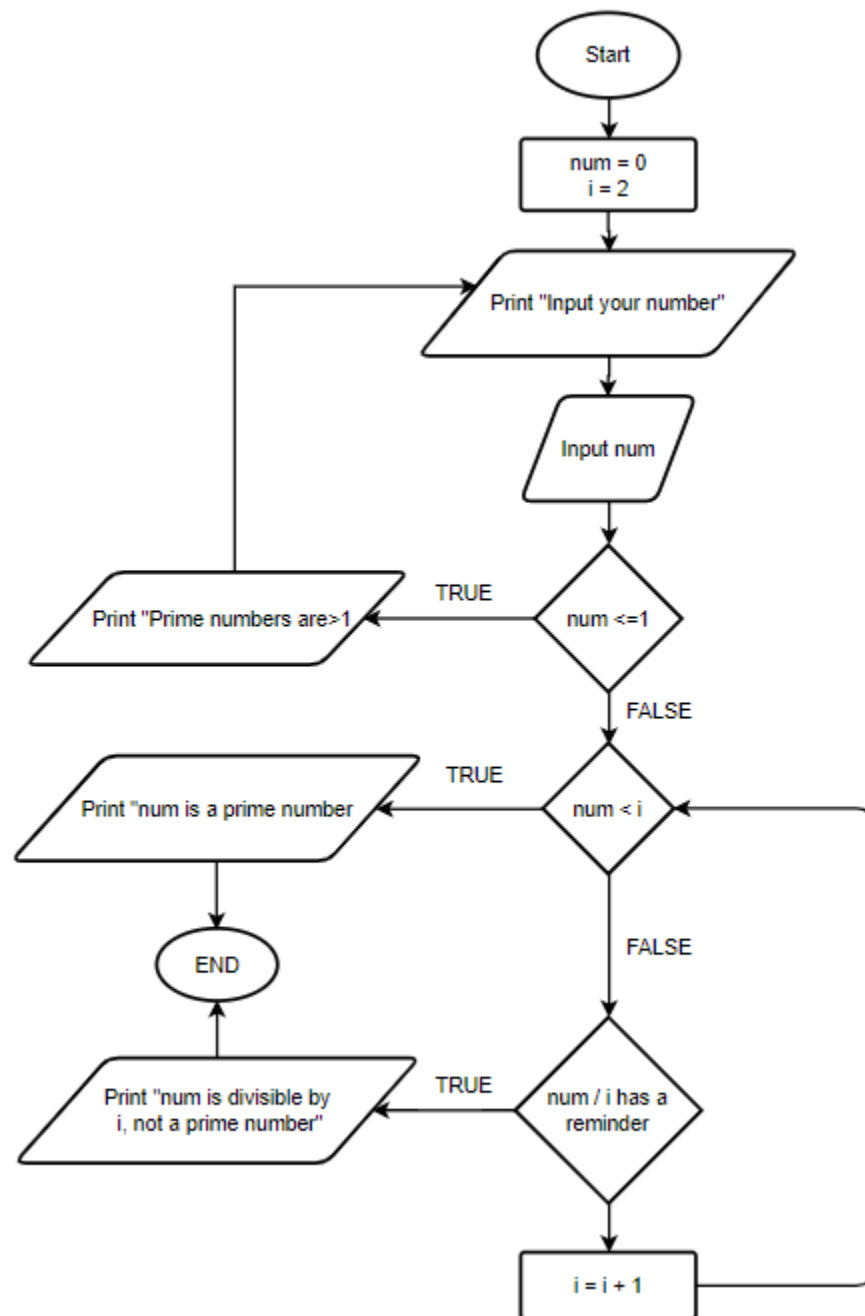 Start
num = 0
i = 2
Print "Input your number"
Input num
num <=1
TRUE
Print "Prime numbers are>1
FALSE
num < i
TRUE
Print "num is a prime number
END
FALSE
num / i has a
reminder
TRUE
Print "num is divisible by
i, not a prime number"
i = i + 1